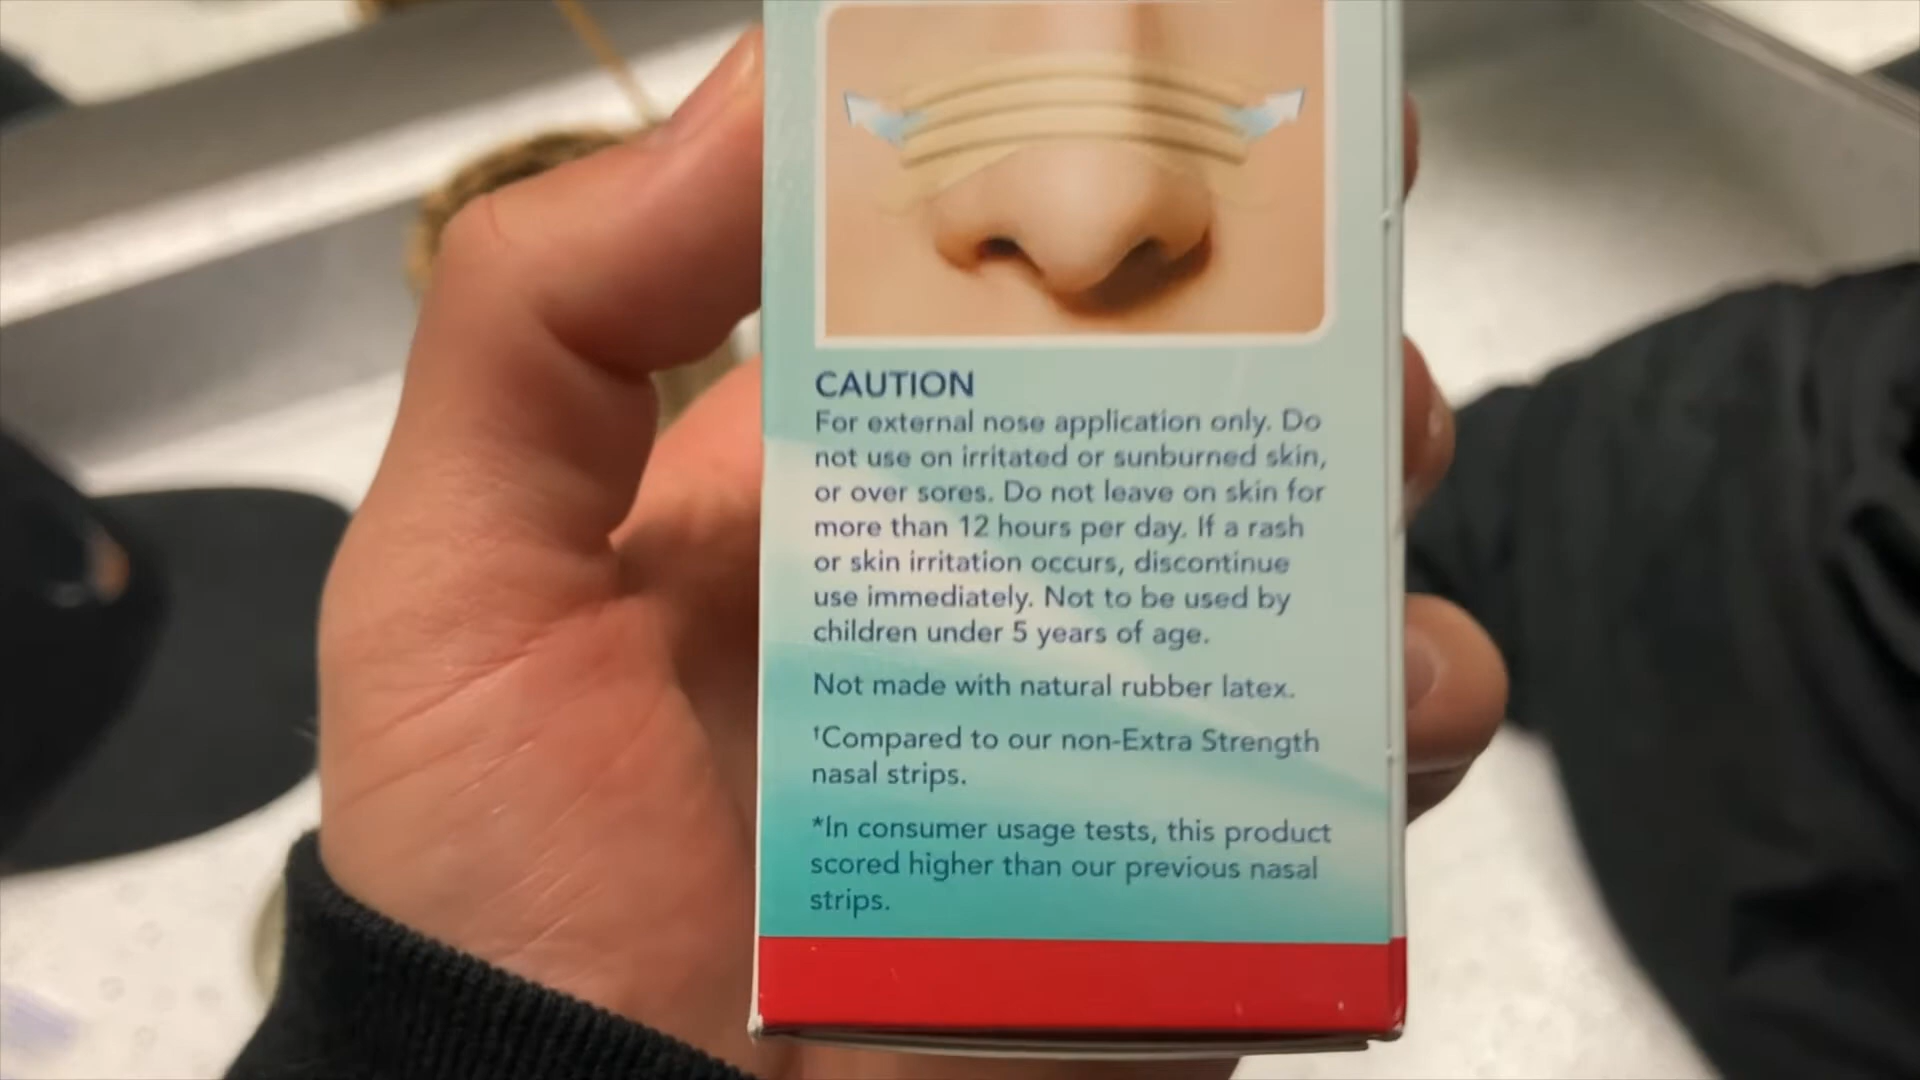 CAUTION
For external nose application only. Do
not use on irritated or sunburned skin,
or over sores. Do not leave on skin for
more than 12 hours per day. If a rash
or skin irritation occurs, discontinue
use immediately. Not to be used by
children under 5 years of age.
Not made with natural rubber latex.
†Compared to our non-Extra Strength
nasal strips.
*In consumer usage tests, this product
scored higher than our previous nasal
strips.